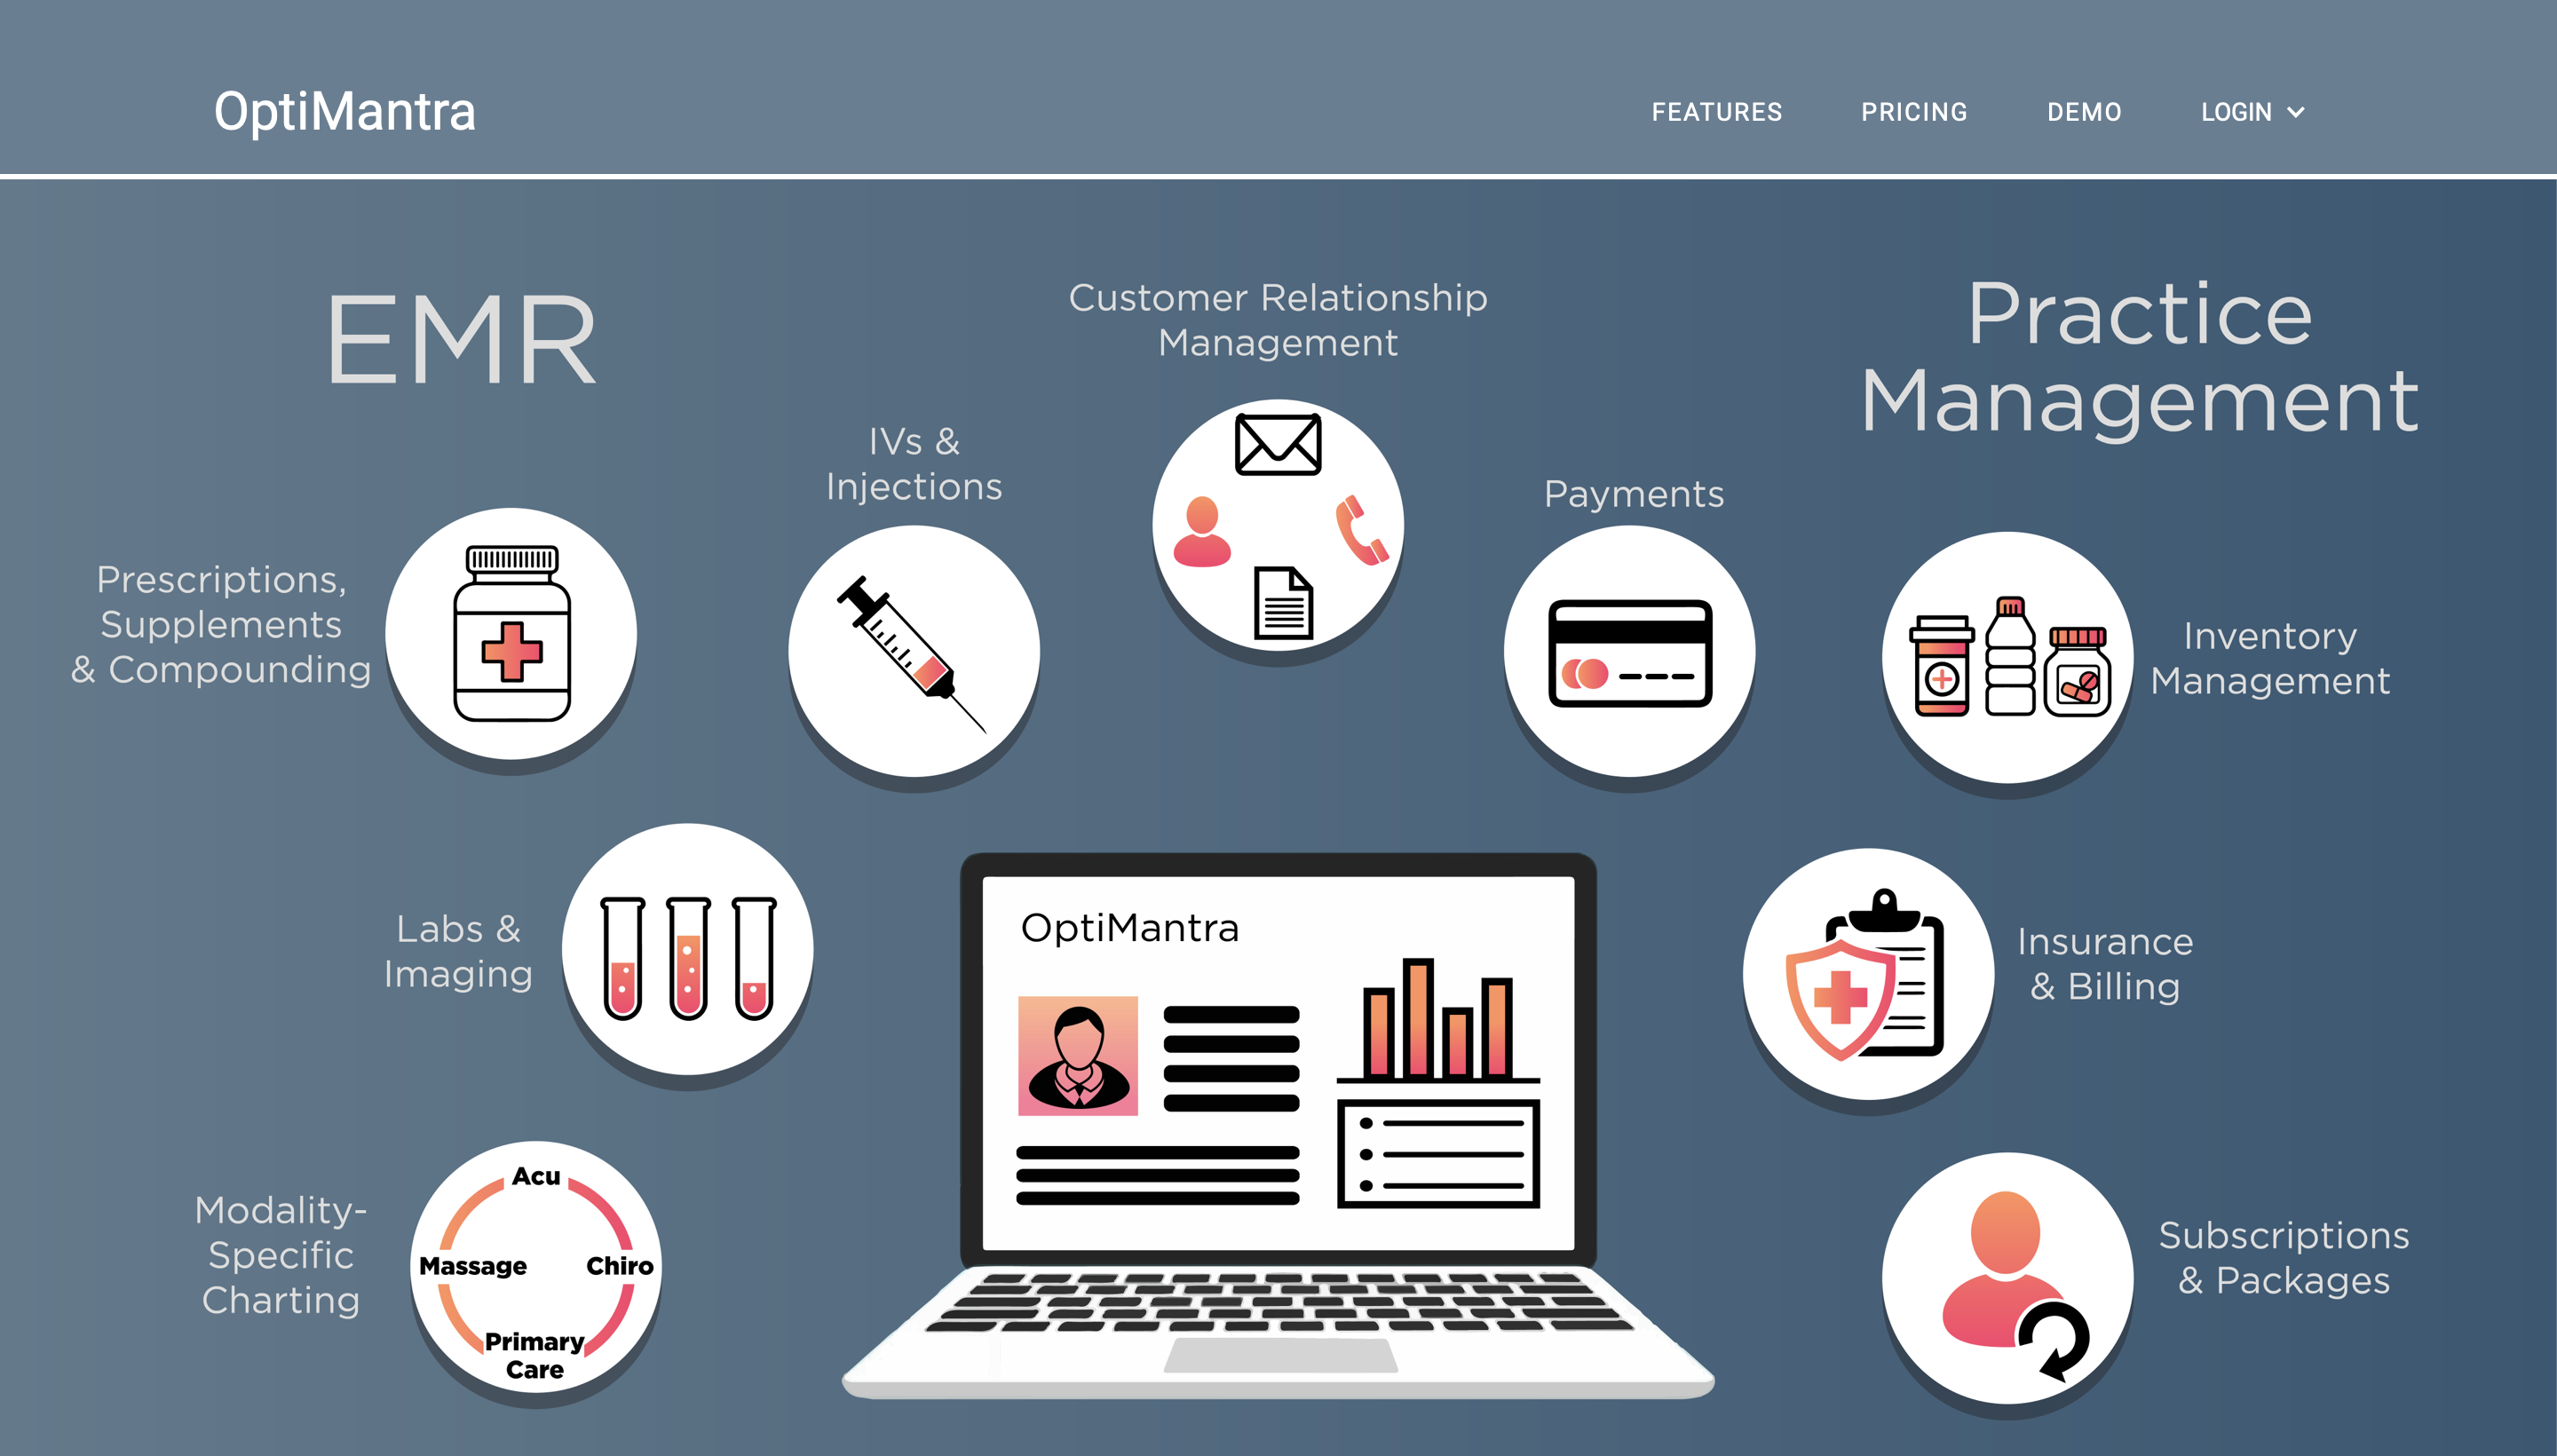 OptiMantra
FEATURES
PRICING
DEMO
LOGIN
EMR
Practice
Management
Customer Relationship
Management
IVs &
Injections
Payments
Prescriptions,
Supplements
& Compounding
Inventory
Management
Labs &
Imaging
OptiMantra
Insurance
& Billing
Modality-
Specific
Charting
Acu
Massage
Chiro
Primary
Care
Subscriptions
& Packages